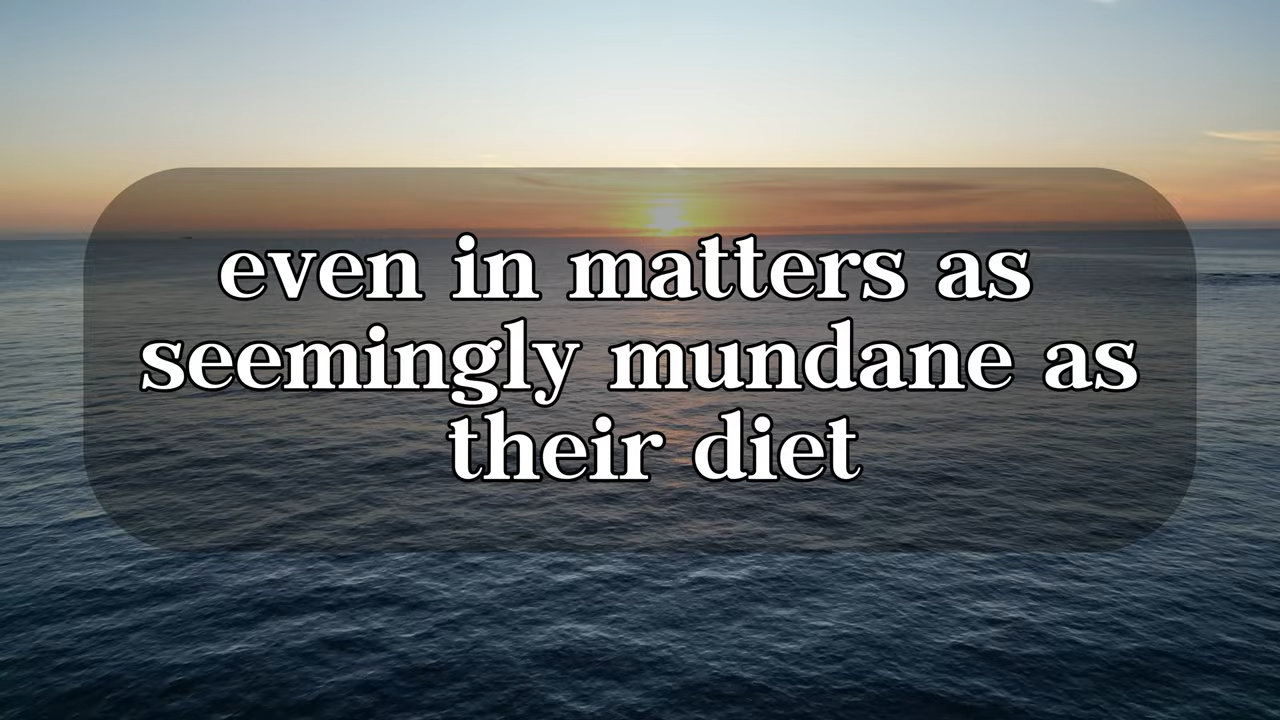 even in matters as
seemingly mundane as
their diet